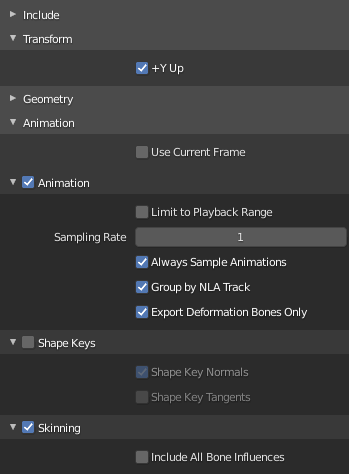 Include
Transform
+Y Up
Geometry
Animation
Use Current Frame
Animation
Limit to Playback Range
Sampling Rate 1
Always Sample Animations
Group by NLA Track
Export Deformation Bones Only
Shape Keys
Shape Key Normals
Shape Key Tangents
Skinning
Include All Bone Influences